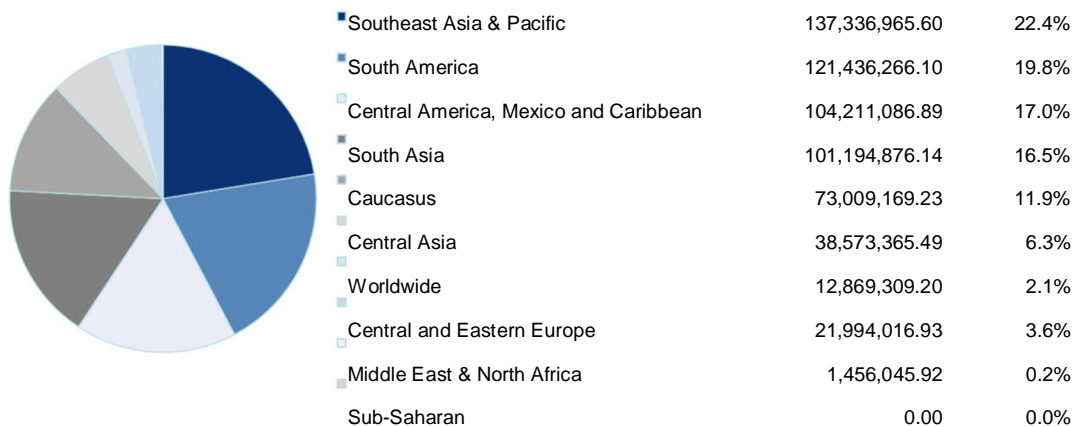 Southeast Asia & Pacific 137,336,965.60 22.4%
South America 121,436,266.10 19.8%
Central America, Mexico and Caribbean 104,211,086.89 17.0%
South Asia 101,194,876.14 16.5%
Caucasus 73,009,169.23 11.9%
Central Asia 38,573,365.49 6.3%
Worldwide 12,869,309.20 2.1%
Central and Eastern Europe 21,994,016.93 3.6%
Middle East & North Africa 1,456,045.92 0.2%
Sub-Saharan 0.00 0.0%